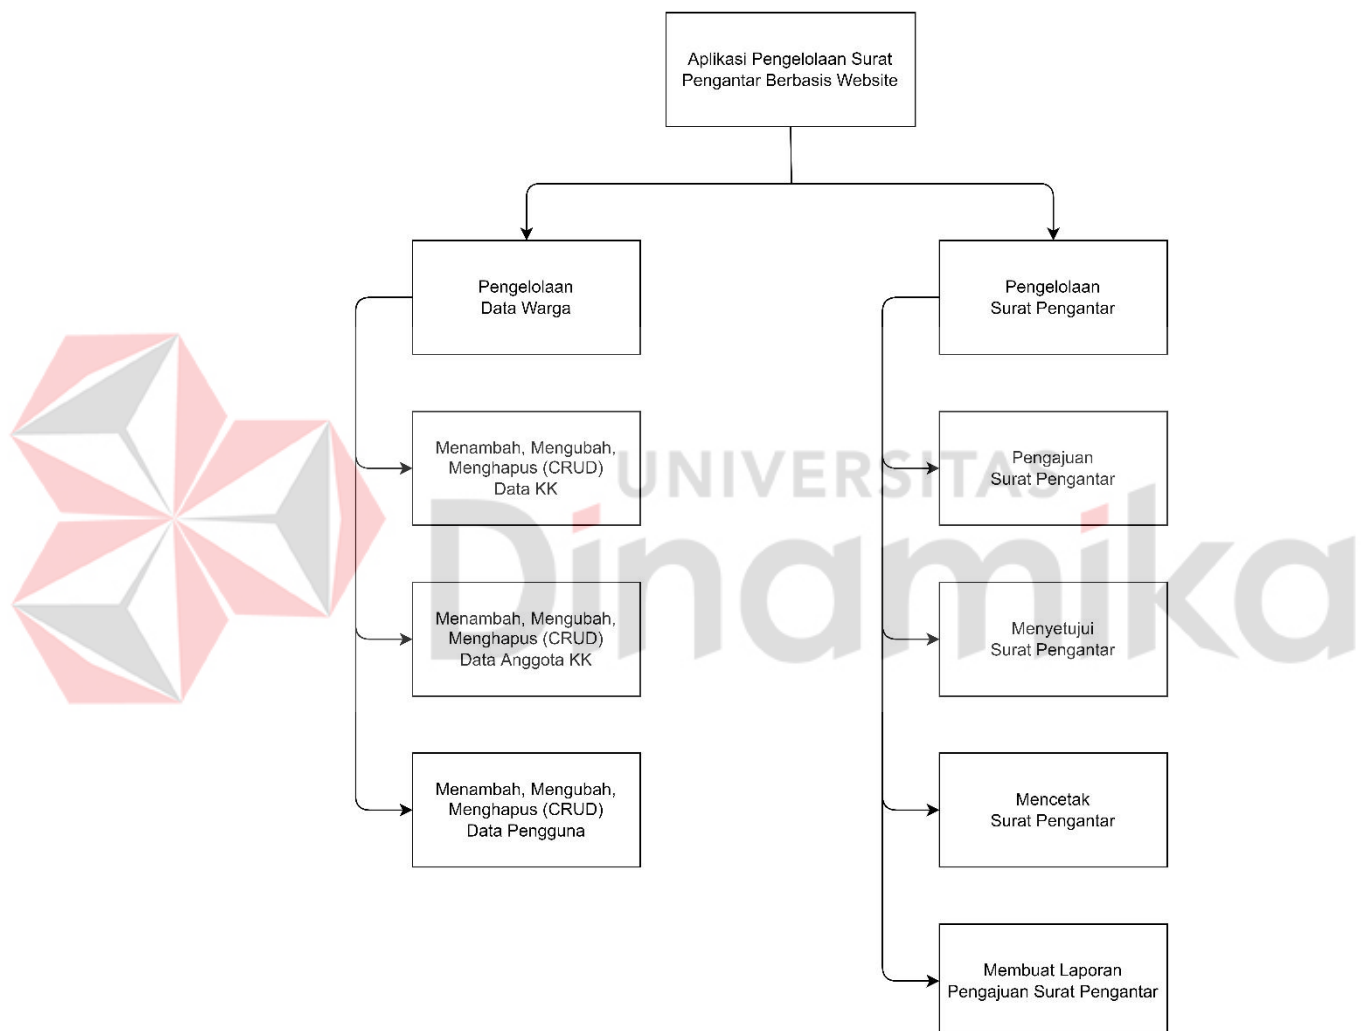 Aplikasi Pengelolaan Surat
Pengantar Berbasis Website
Pengelolaan
Data Warga
Menambah, Mengubah,
Menghapus (CRUD)
Data KK
Menambah, Mengubah,
Menghapus (CRUD)
Data Anggota KK
Menambah, Mengubah,
Menghapus (CRUD)
Data Pengguna
Pengelolaan
Surat Pengantar
Pengajuan
Surat Pengantar
Menyetujui
Surat Pengantar
Mencetak
Surat Pengantar
Membuat Laporan
Pengajuan Surat Pengantar
UNIVERSITAS
Dinamika